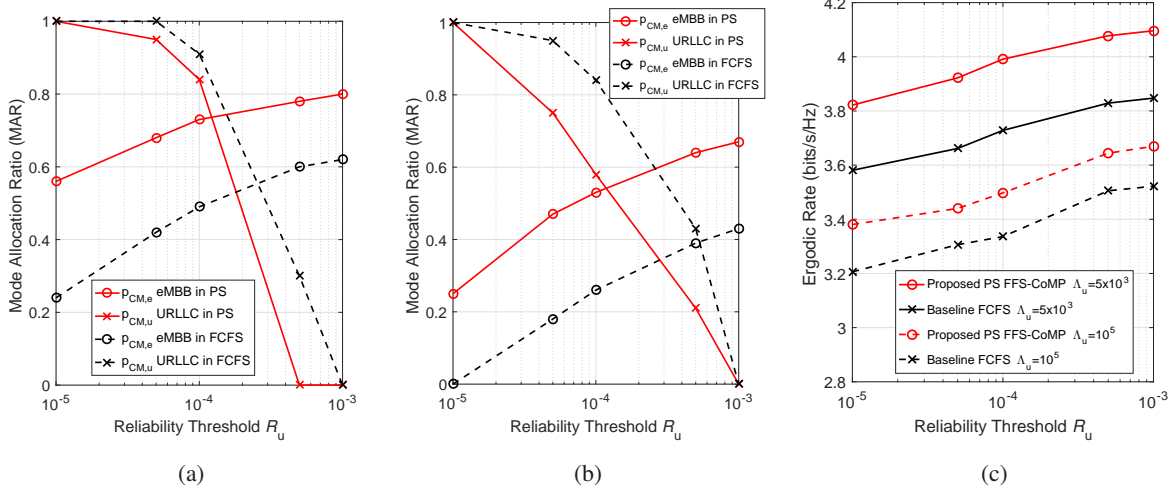 1
0.8
0.6
0.4
0.2
0
Mode Allocation Ratio (MAR)
p_CM,e eMBB in PS
p_CM,u URLLC in PS
p_CM,e eMBB in FCFS
p_CM,u URLLC in FCFS
10^-5 10^-4 10^-3
Reliability Threshold R_u
(a)
1
0.8
0.6
0.4
0.2
0
Mode Allocation Ratio (MAR)
p_CM,e eMBB in PS
p_CM,u URLLC in PS
p_CM,e eMBB in FCFS
p_CM,u URLLC in FCFS
10^-5 10^-4 10^-3
Reliability Threshold R_u
(b)
4.2
4
3.8
3.6
3.4
3.2
3
2.8
Ergodic Rate (bits/s/Hz)
Proposed PS FFS-CoMP Λ_u=5x10^3
Baseline FCFS Λ_u=5x10^3
Proposed PS FFS-CoMP Λ_u=10^5
Baseline FCFS Λ_u=10^5
10^-5 10^-4 10^-3
Reliability Threshold R_u
(c)